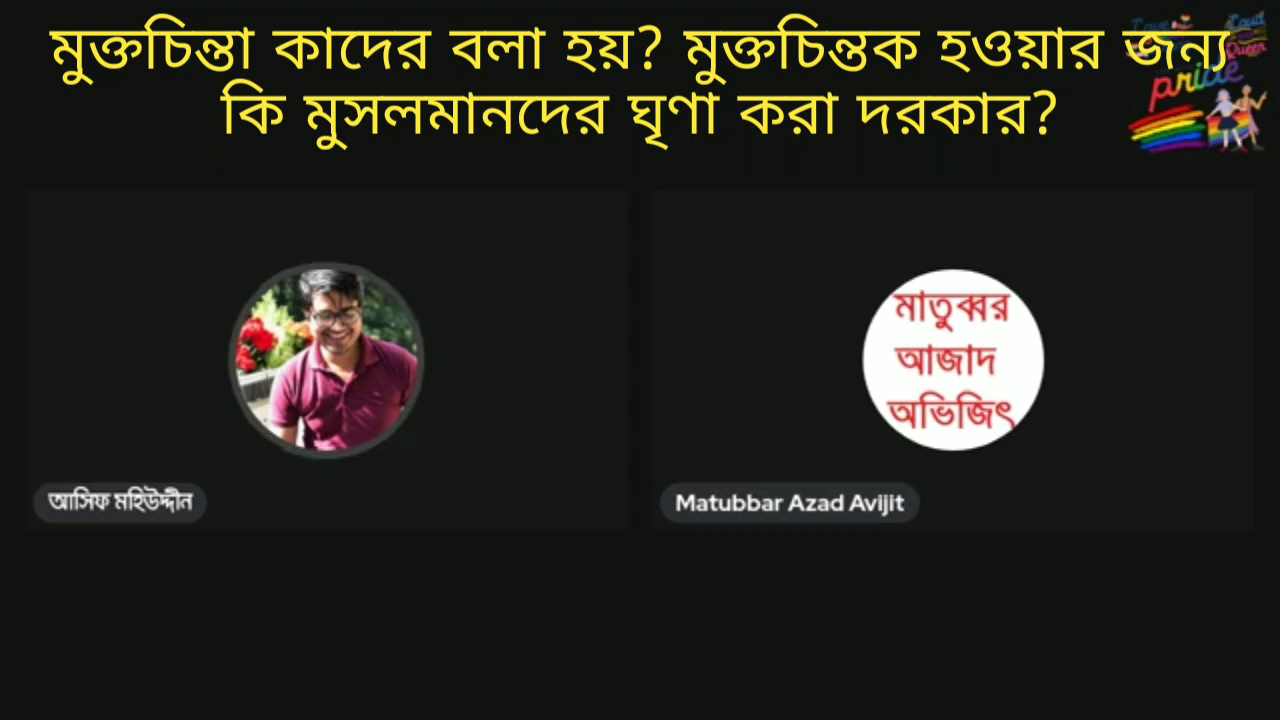 মুক্তচিন্তা কাদের বলা হয়? মুক্তচিন্তক হওয়ার জন্য
কি মুসলমানদের ঘৃণা করা দরকার?
pride
মাতুব্বর
আজাদ
অভিজিৎ
আসিফ মহিউদ্দীন
Matubbar Azad Avijit